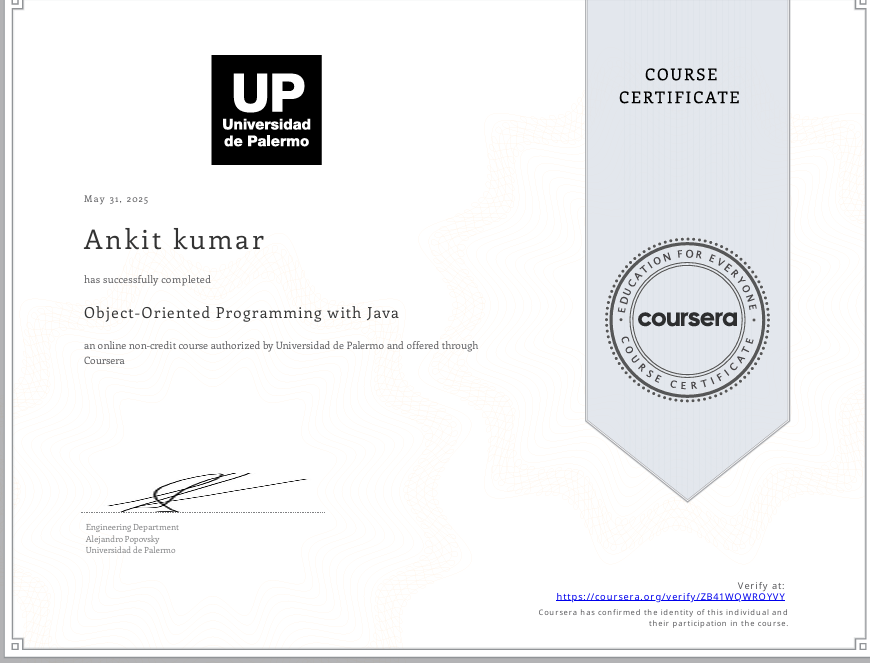 UP
Universidad
de Palermo
COURSE
CERTIFICATE
May 31, 2025
Ankit kumar
has successfully completed
Object-Oriented Programming with Java
an online non-credit course authorized by Universidad de Palermo and offered through
Coursera
EDUCATION FOR EVERYONE
coursera
COURSE CERTIFICATE
Engineering Department
Alejandro Popovsky
Universidad de Palermo
Verify at:
https://coursera.org/verify/ZB41WQWROYVY
Coursera has confirmed the identity of this individual and
their participation in the course.